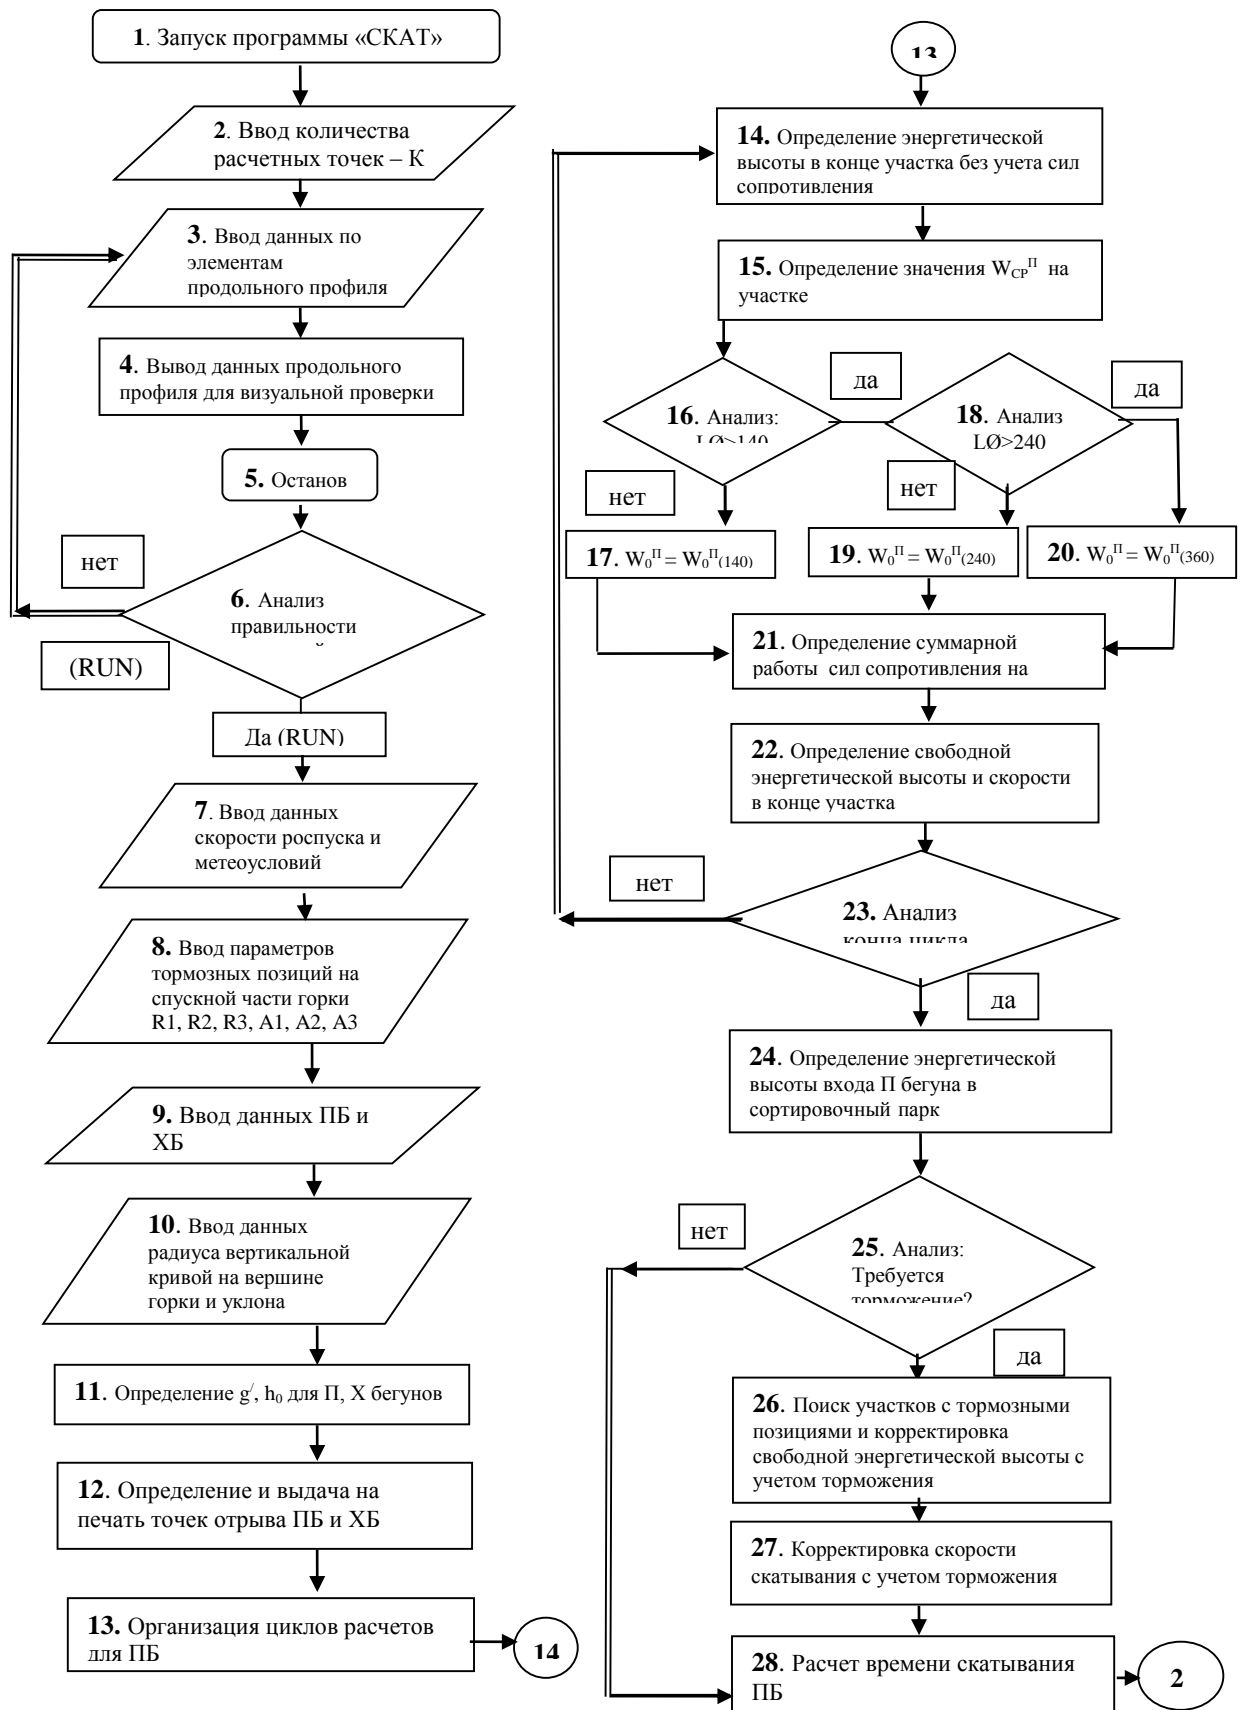 1. Запуск программы «СКАТ»
2. Ввод количества
расчетных точек – К
3. Ввод данных по
элементам
продольного профиля
4. Вывод данных продольного
профиля для визуальной проверки
5. Останов
нет
6. Анализ
правильности
(RUN)
Да (RUN)
7. Ввод данных
скорости роспуска и
метеоусловий
8. Ввод параметров
тормозных позиций на
спускной части горки
R1, R2, R3, A1, A2, A3
9. Ввод данных ПБ и
ХБ
10. Ввод данных
радиуса вертикальной
кривой на вершине
горки и уклона
11. Определение g/, h0 для П, Х бегунов
12. Определение и выдача на
печать точек отрыва ПБ и ХБ
13. Организация циклов расчетов
для ПБ
14
13
14. Определение энергетической
высоты в конце участка без учета сил
сопротивления
15. Определение значения WСРП на
участке
16. Анализ:
LØ>140
да
18. Анализ
LØ>240
да
нет
нет
17. W0П = W0П(140)
19. W0П = W0П(240)
20. W0П = W0П(360)
21. Определение суммарной
работы сил сопротивления на
22. Определение свободной
энергетической высоты и скорости
в конце участка
нет
23. Анализ
конца цикла
да
24. Определение энергетической
высоты входа П бегуна в
сортировочный парк
нет
25. Анализ:
Требуется
торможение?
да
26. Поиск участков с тормозными
позициями и корректировка
свободной энергетической высоты с
учетом торможения
27. Корректировка скорости
скатывания с учетом торможения
28. Расчет времени скатывания
ПБ
2